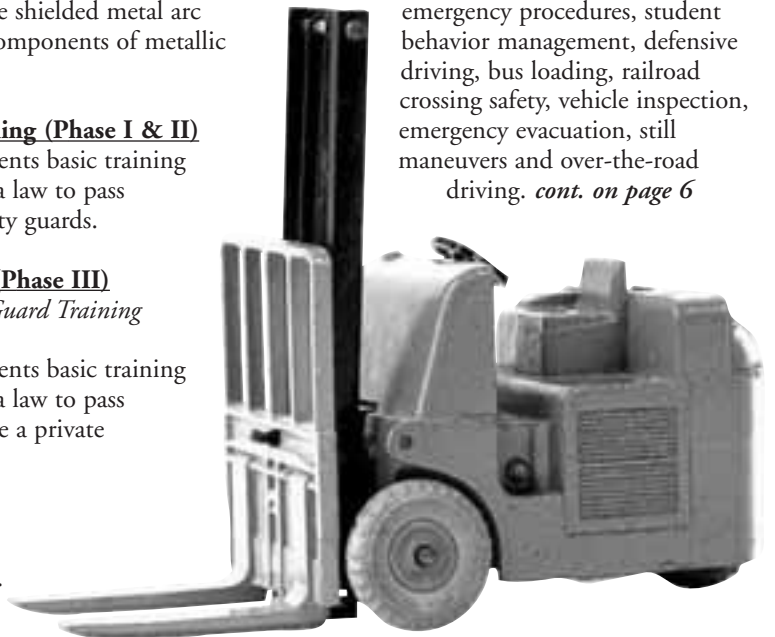 e shielded metal arc
omponents of metallic
ing (Phase I & II)
ents basic training
a law to pass
ty guards.
(Phase III)
Guard Training
ents basic training
a law to pass
e a private
.
emergency procedures, student
behavior management, defensive
driving, bus loading, railroad
crossing safety, vehicle inspection,
emergency evacuation, still
maneuvers and over-the-road
driving. cont. on page 6